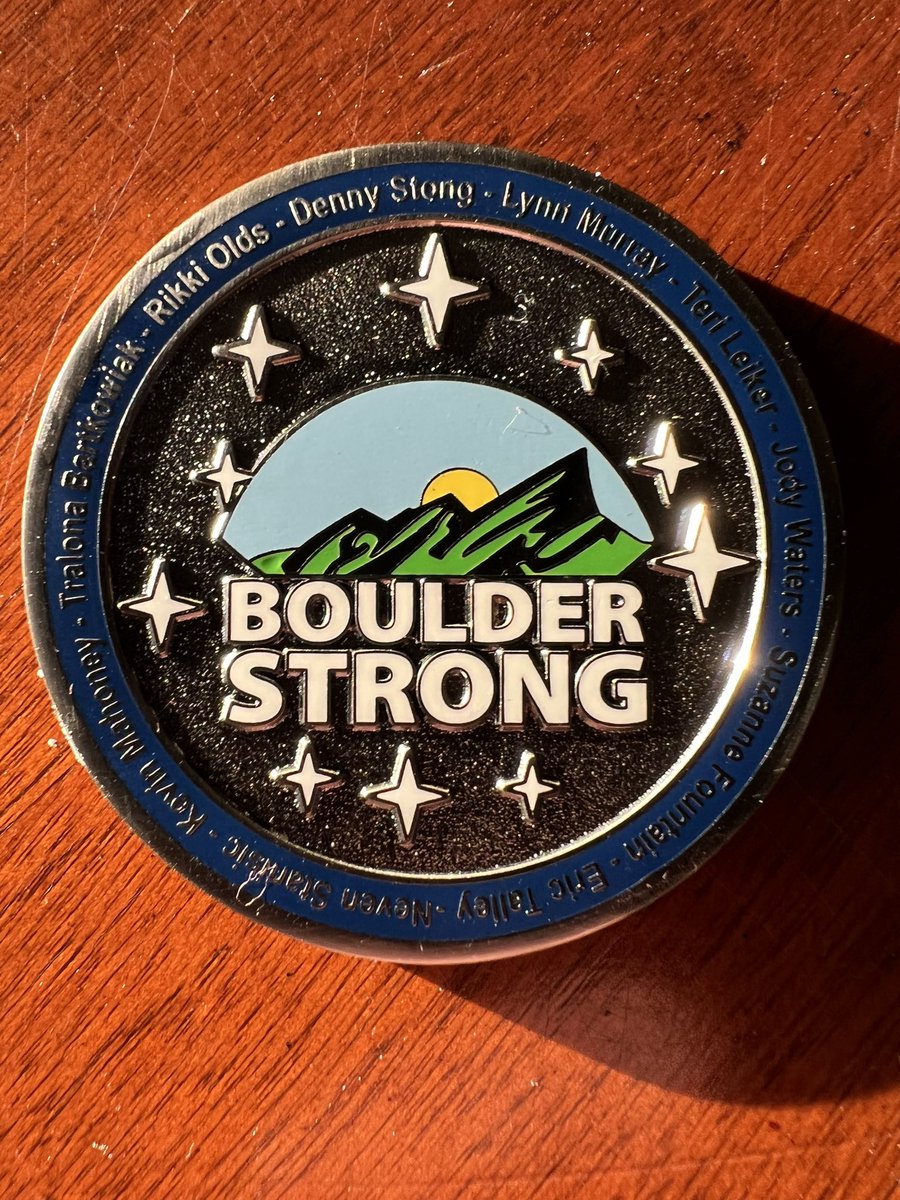 Rikki Olds - Denny Stong - Lynn Murray - Teri Leiker - Jody Waters - Suzanne Fountain - Eric Talley - Neven Stanisic - Kevin Mahoney - Tralona Bartkowiak -
BOULDER
STRONG